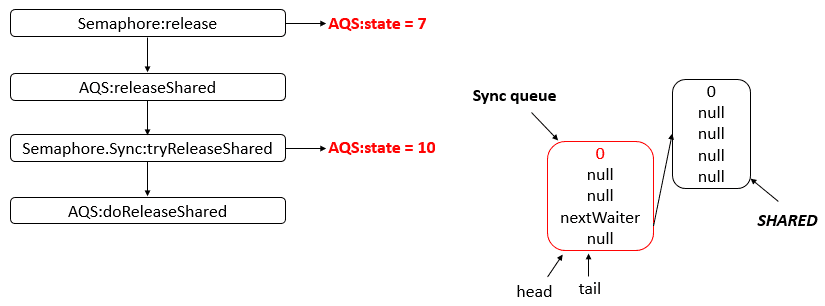 Semaphore:release
AQS:state = 7
AQS:releaseShared
Semaphore.Sync:tryReleaseShared
AQS:state = 10
AQS:doReleaseShared
Sync queue
0
null
null
nextWaiter
null
head
tail
0
null
null
null
null
SHARED